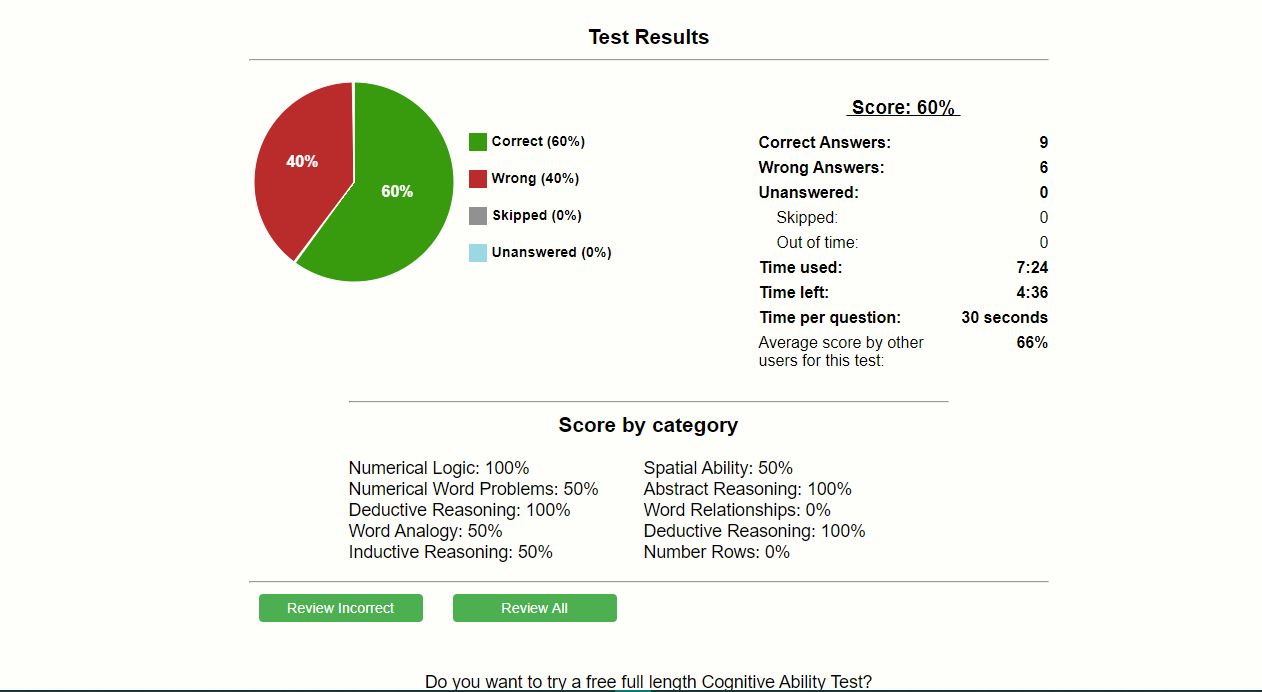 Test Results
40%
60%
Correct (60%)
Wrong (40%)
Skipped (0%)
Unanswered (0%)
Score: 60%
Correct Answers: 9
Wrong Answers: 6
Unanswered: 0
Skipped: 0
Out of time: 0
Time used: 7:24
Time left: 4:36
Time per question: 30 seconds
Average score by other 66%
users for this test:
Score by category
Numerical Logic: 100%
Numerical Word Problems: 50%
Deductive Reasoning: 100%
Word Analogy: 50%
Inductive Reasoning: 50%
Spatial Ability: 50%
Abstract Reasoning: 100%
Word Relationships: 0%
Deductive Reasoning: 100%
Number Rows: 0%
Review Incorrect
Review All
Do you want to try a free full length Cognitive Ability Test?